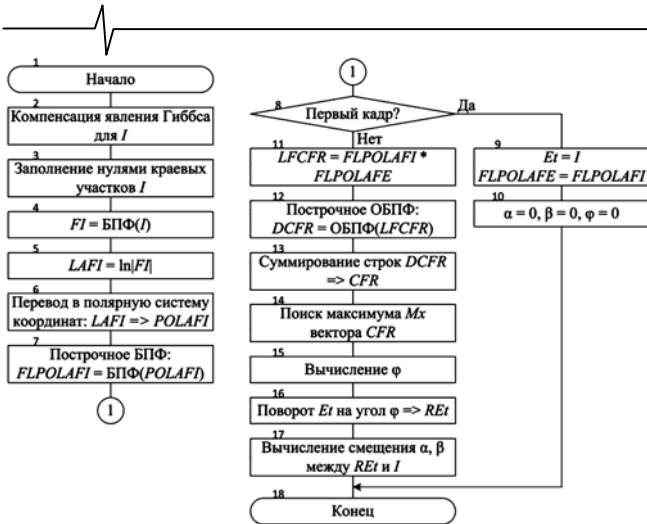 1
Начало
2
Компенсация явления Гиббса
для I
3
Заполнение нулями краевых
участков I
4
FI = БПФ(I)
5
LAFI = ln|FI|
6
Перевод в полярную систему
координат: LAFI => POLAFI
7
Построчное БПФ:
FLPOLAFI = БПФ(POLAFI)
1
1
8
Первый кадр?
Да
Нет
11
LFCFR = FLPOLAFI *
FLPOLAFE
12
Построчное ОБПФ:
DCFR = ОБПФ(LFCFR)
13
Суммирование строк DCFR
=> CFR
14
Поиск максимума Mx
вектора CFR
15
Вычисление φ
16
Поворот Et на угол φ => REt
17
Вычисление смещения α, β
между REt и I
18
Конец
9
Et = I
FLPOLAFE = FLPOLAFI
10
α = 0, β = 0, φ = 0